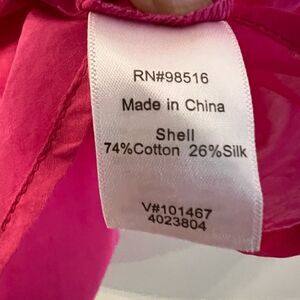 RN#98516
Made in China
Shell
74%Cotton 26%Silk
V#101467
4023804